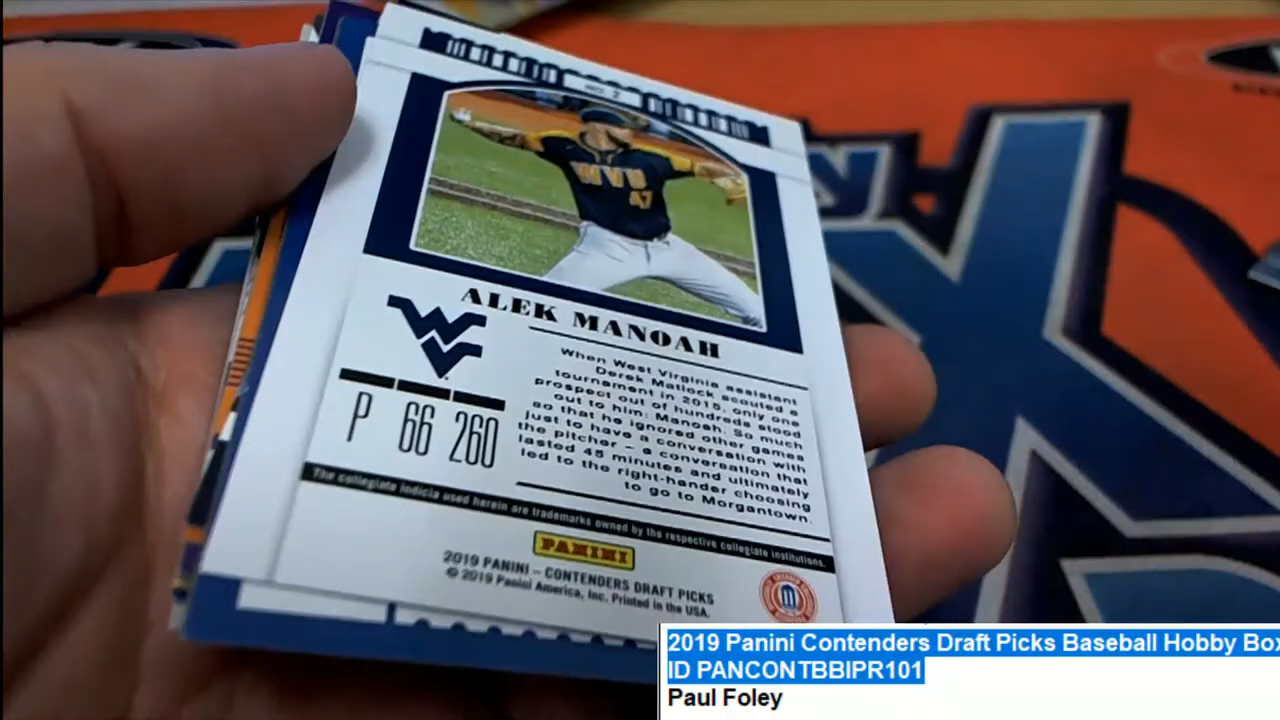 NO. 2
WVU
47
ALEK MANOAH
WV
When West Virginia assistant
Derek Matlock scouted a
tournament in 2015, only one
prospect out of hundreds stood
out to him: Manoah. So much
so that he ignored other games
just to have a conversation with
the pitcher – a conversation that
lasted 45 minutes and ultimately
led to the right-hander choosing
to go to Morgantown.
P 66 260
The collegiate indicia used herein are trademarks owned by the respective collegiate institutions.
PANINI
2019 PANINI – CONTENDERS DRAFT PICKS
© 2019 Panini America, Inc. Printed in the USA.
2019 Panini Contenders Draft Picks Baseball Hobby Box
ID PANCONTBBIPR101
Paul Foley